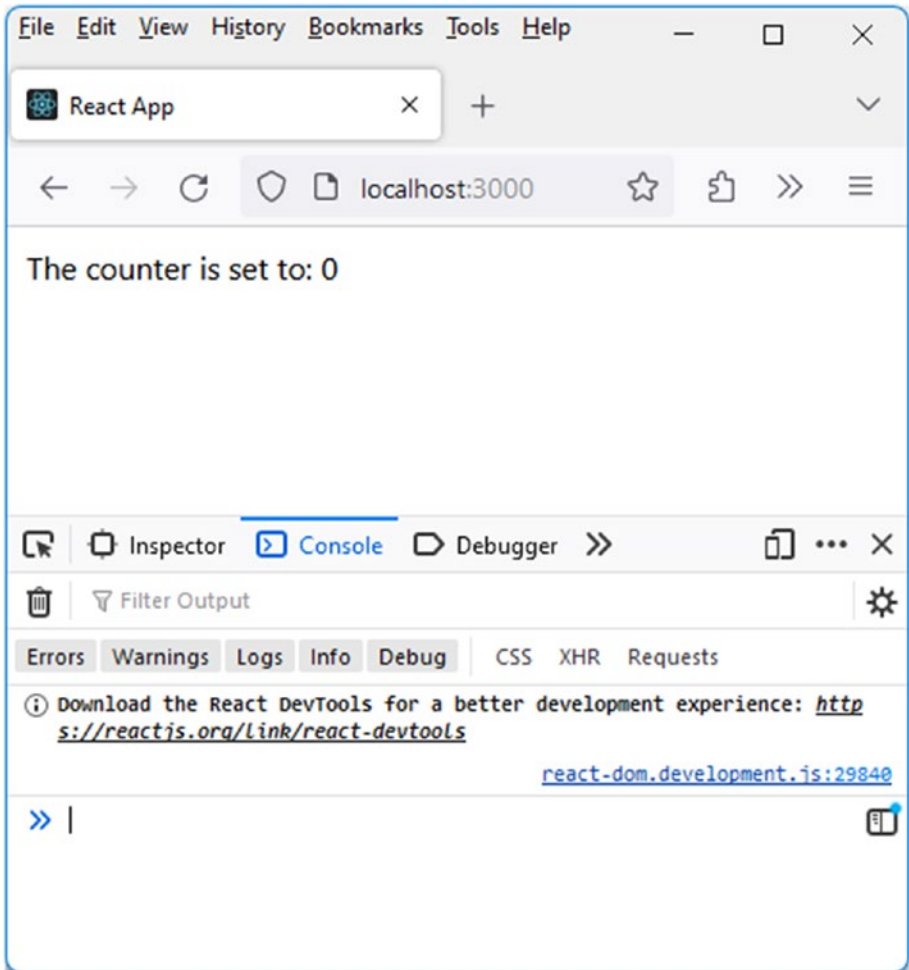 File Edit View History Bookmarks Tools Help
React App
localhost:3000
The counter is set to: 0
Inspector Console Debugger
Filter Output
Errors Warnings Logs Info Debug CSS XHR Requests
Download the React DevTools for a better development experience: http
s://reactjs.org/link/react-devtools
react-dom.development.js:29840